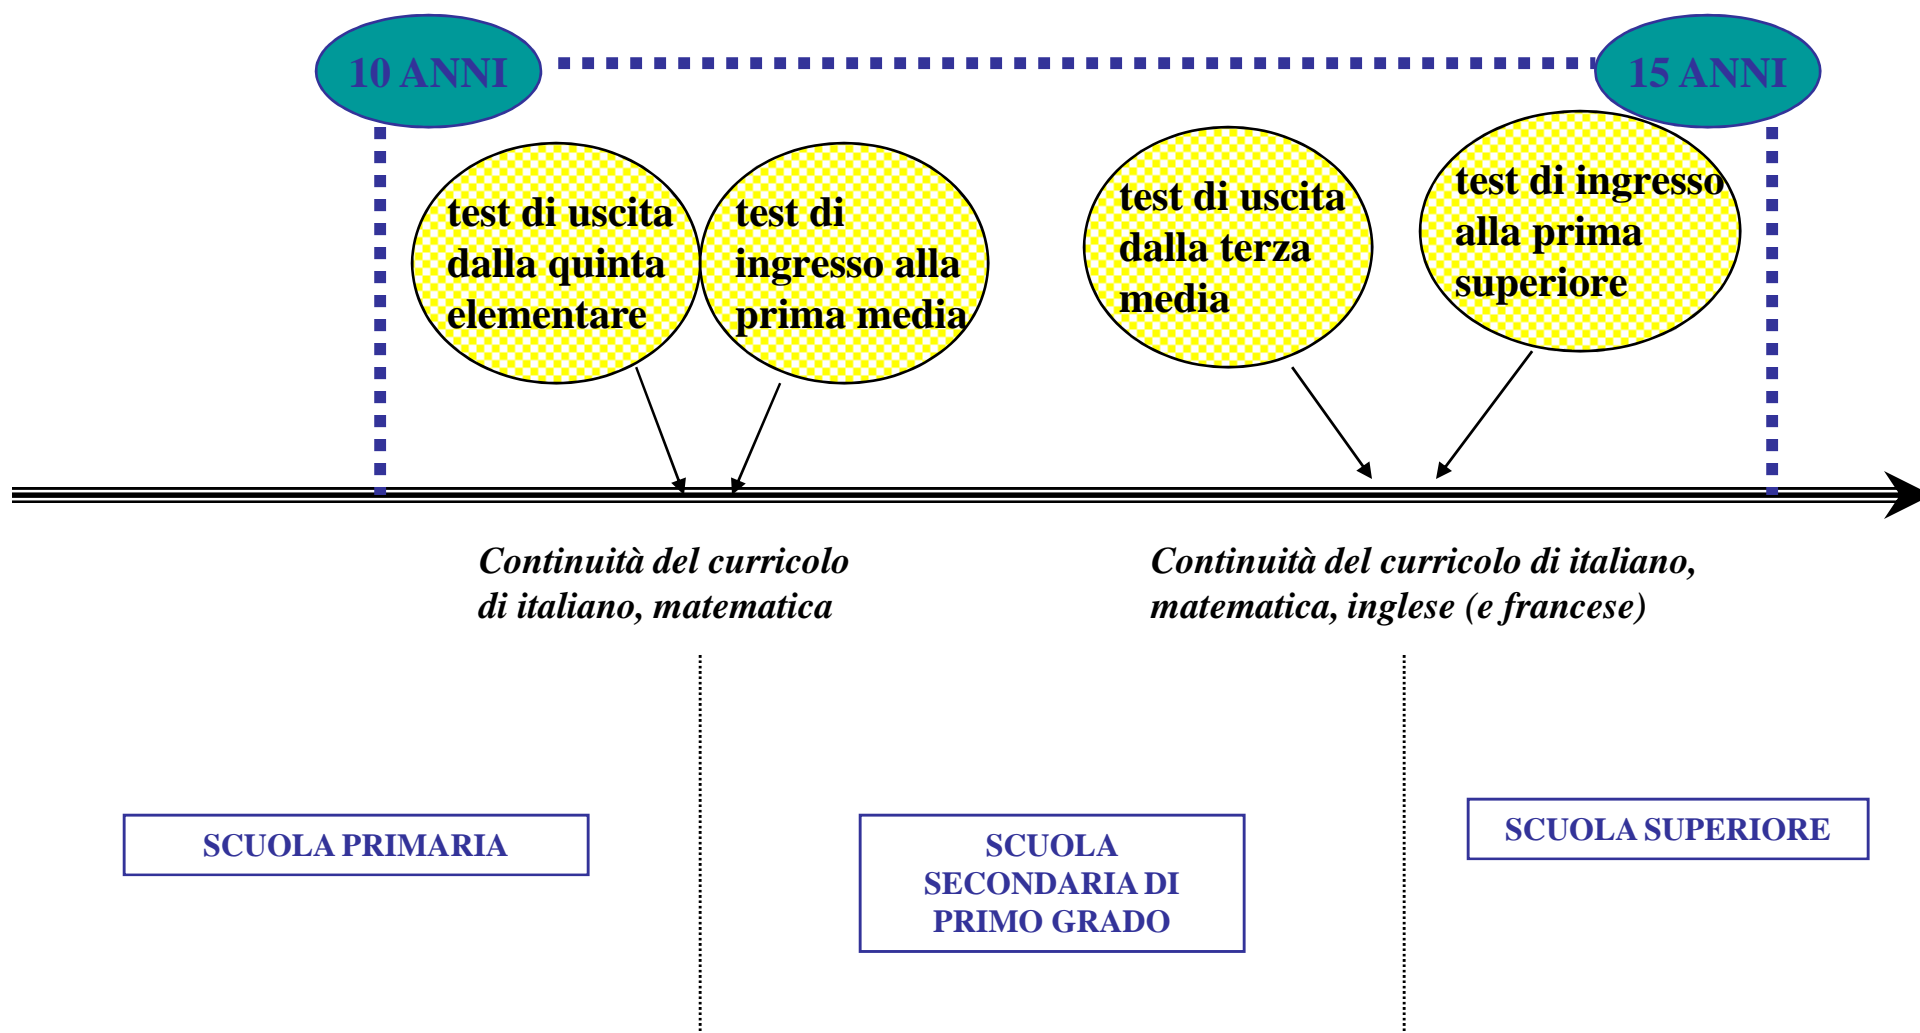 10 ANNI
15 ANNI
test di uscita
dalla quinta
elementare
test di
ingresso alla
prima media
test di uscita
dalla terza
media
test di ingresso
alla prima
superiore
Continuità del curricolo
di italiano, matematica
Continuità del curricolo di italiano,
matematica, inglese (e francese)
SCUOLA PRIMARIA
SCUOLA
SECONDARIA DI
PRIMO GRADO
SCUOLA SUPERIORE